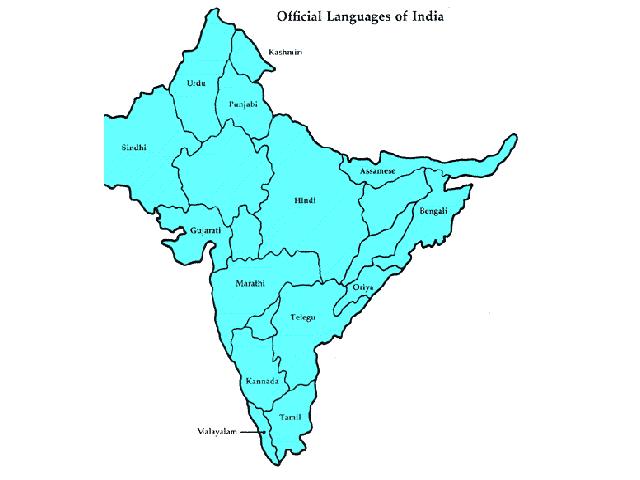 Official Languages of India
Kashmiri
Urdu
Punjabi
Sindhi
Assamese
Hindi
Bengali
Gujarati
Marathi
Oriya
Telegu
Kannada
Tamil
Malayalam